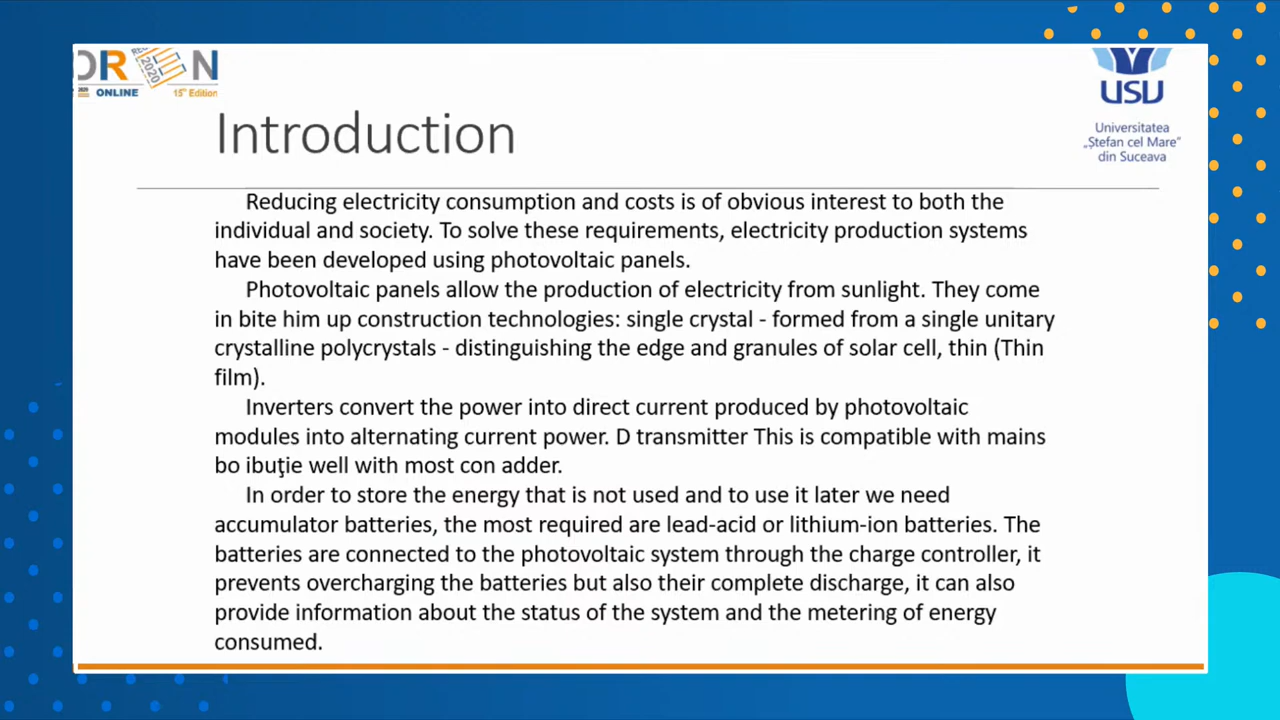 OR N
REC
2020
2020
ONLINE
15th Edition
USU
Universitatea
„Ștefan cel Mare”
din Suceava
Introduction
Reducing electricity consumption and costs is of obvious interest to both the
individual and society. To solve these requirements, electricity production systems
have been developed using photovoltaic panels.
Photovoltaic panels allow the production of electricity from sunlight. They come
in bite him up construction technologies: single crystal - formed from a single unitary
crystalline polycrystals - distinguishing the edge and granules of solar cell, thin (Thin
film).
Inverters convert the power into direct current produced by photovoltaic
modules into alternating current power. D transmitter This is compatible with mains
bo ibuţie well with most con adder.
In order to store the energy that is not used and to use it later we need
accumulator batteries, the most required are lead-acid or lithium-ion batteries. The
batteries are connected to the photovoltaic system through the charge controller, it
prevents overcharging the batteries but also their complete discharge, it can also
provide information about the status of the system and the metering of energy
consumed.